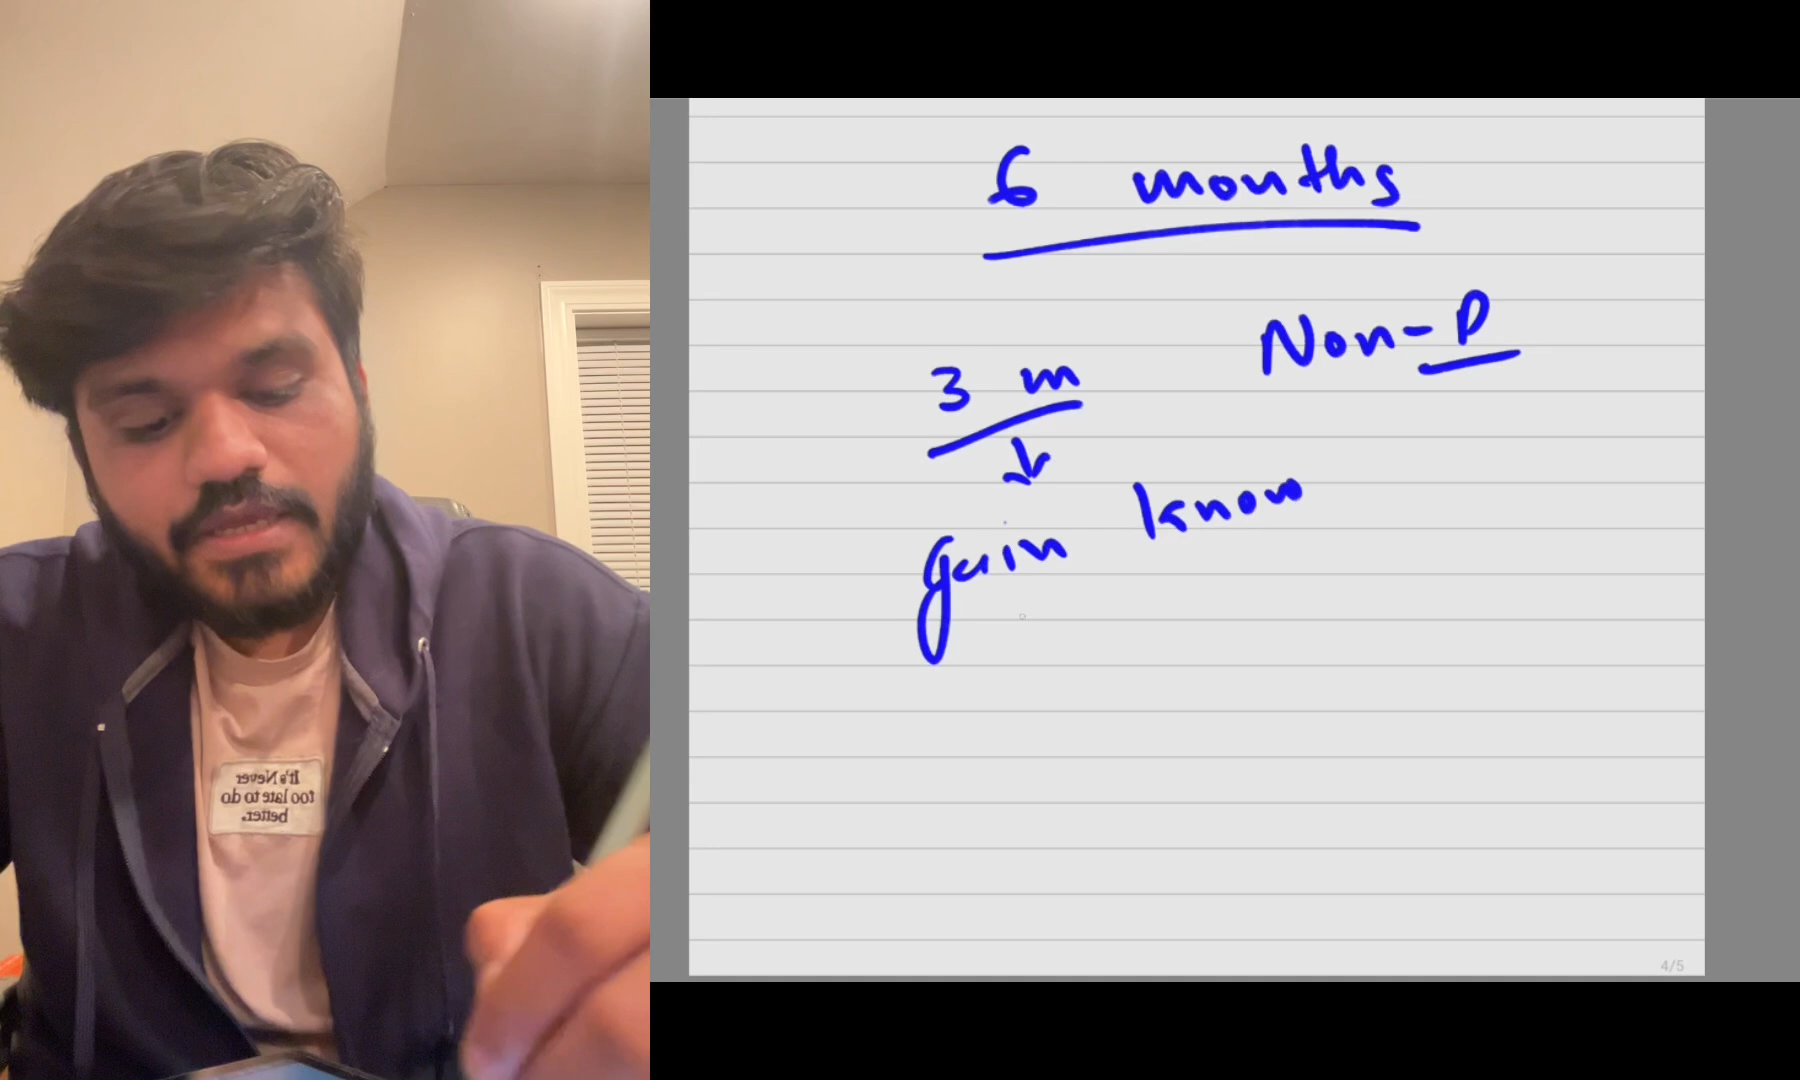 It's Never
too late to do
better.
6 months
Non-P
3 m
gain know
4/5